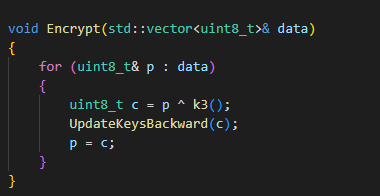 void Encrypt(std::vector<uint8_t>& data)
{
    for (uint8_t& p : data)
    {
        uint8_t c = p ^ k3();
        UpdateKeysBackward(c);
        p = c;
    }
}